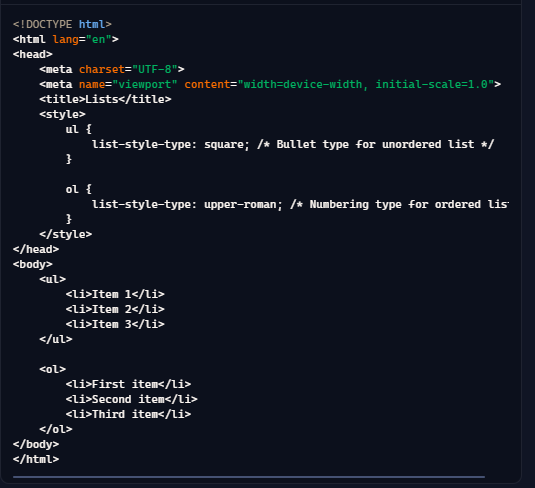 <!DOCTYPE html>
<html lang="en">
<head>
    <meta charset="UTF-8">
    <meta name="viewport" content="width=device-width, initial-scale=1.0">
    <title>Lists</title>
    <style>
        ul {
            list-style-type: square; /* Bullet type for unordered list */
        }

        ol {
            list-style-type: upper-roman; /* Numbering type for ordered lis
        }
    </style>
</head>
<body>
    <ul>
        <li>Item 1</li>
        <li>Item 2</li>
        <li>Item 3</li>
    </ul>

    <ol>
        <li>First item</li>
        <li>Second item</li>
        <li>Third item</li>
    </ol>
</body>
</html>